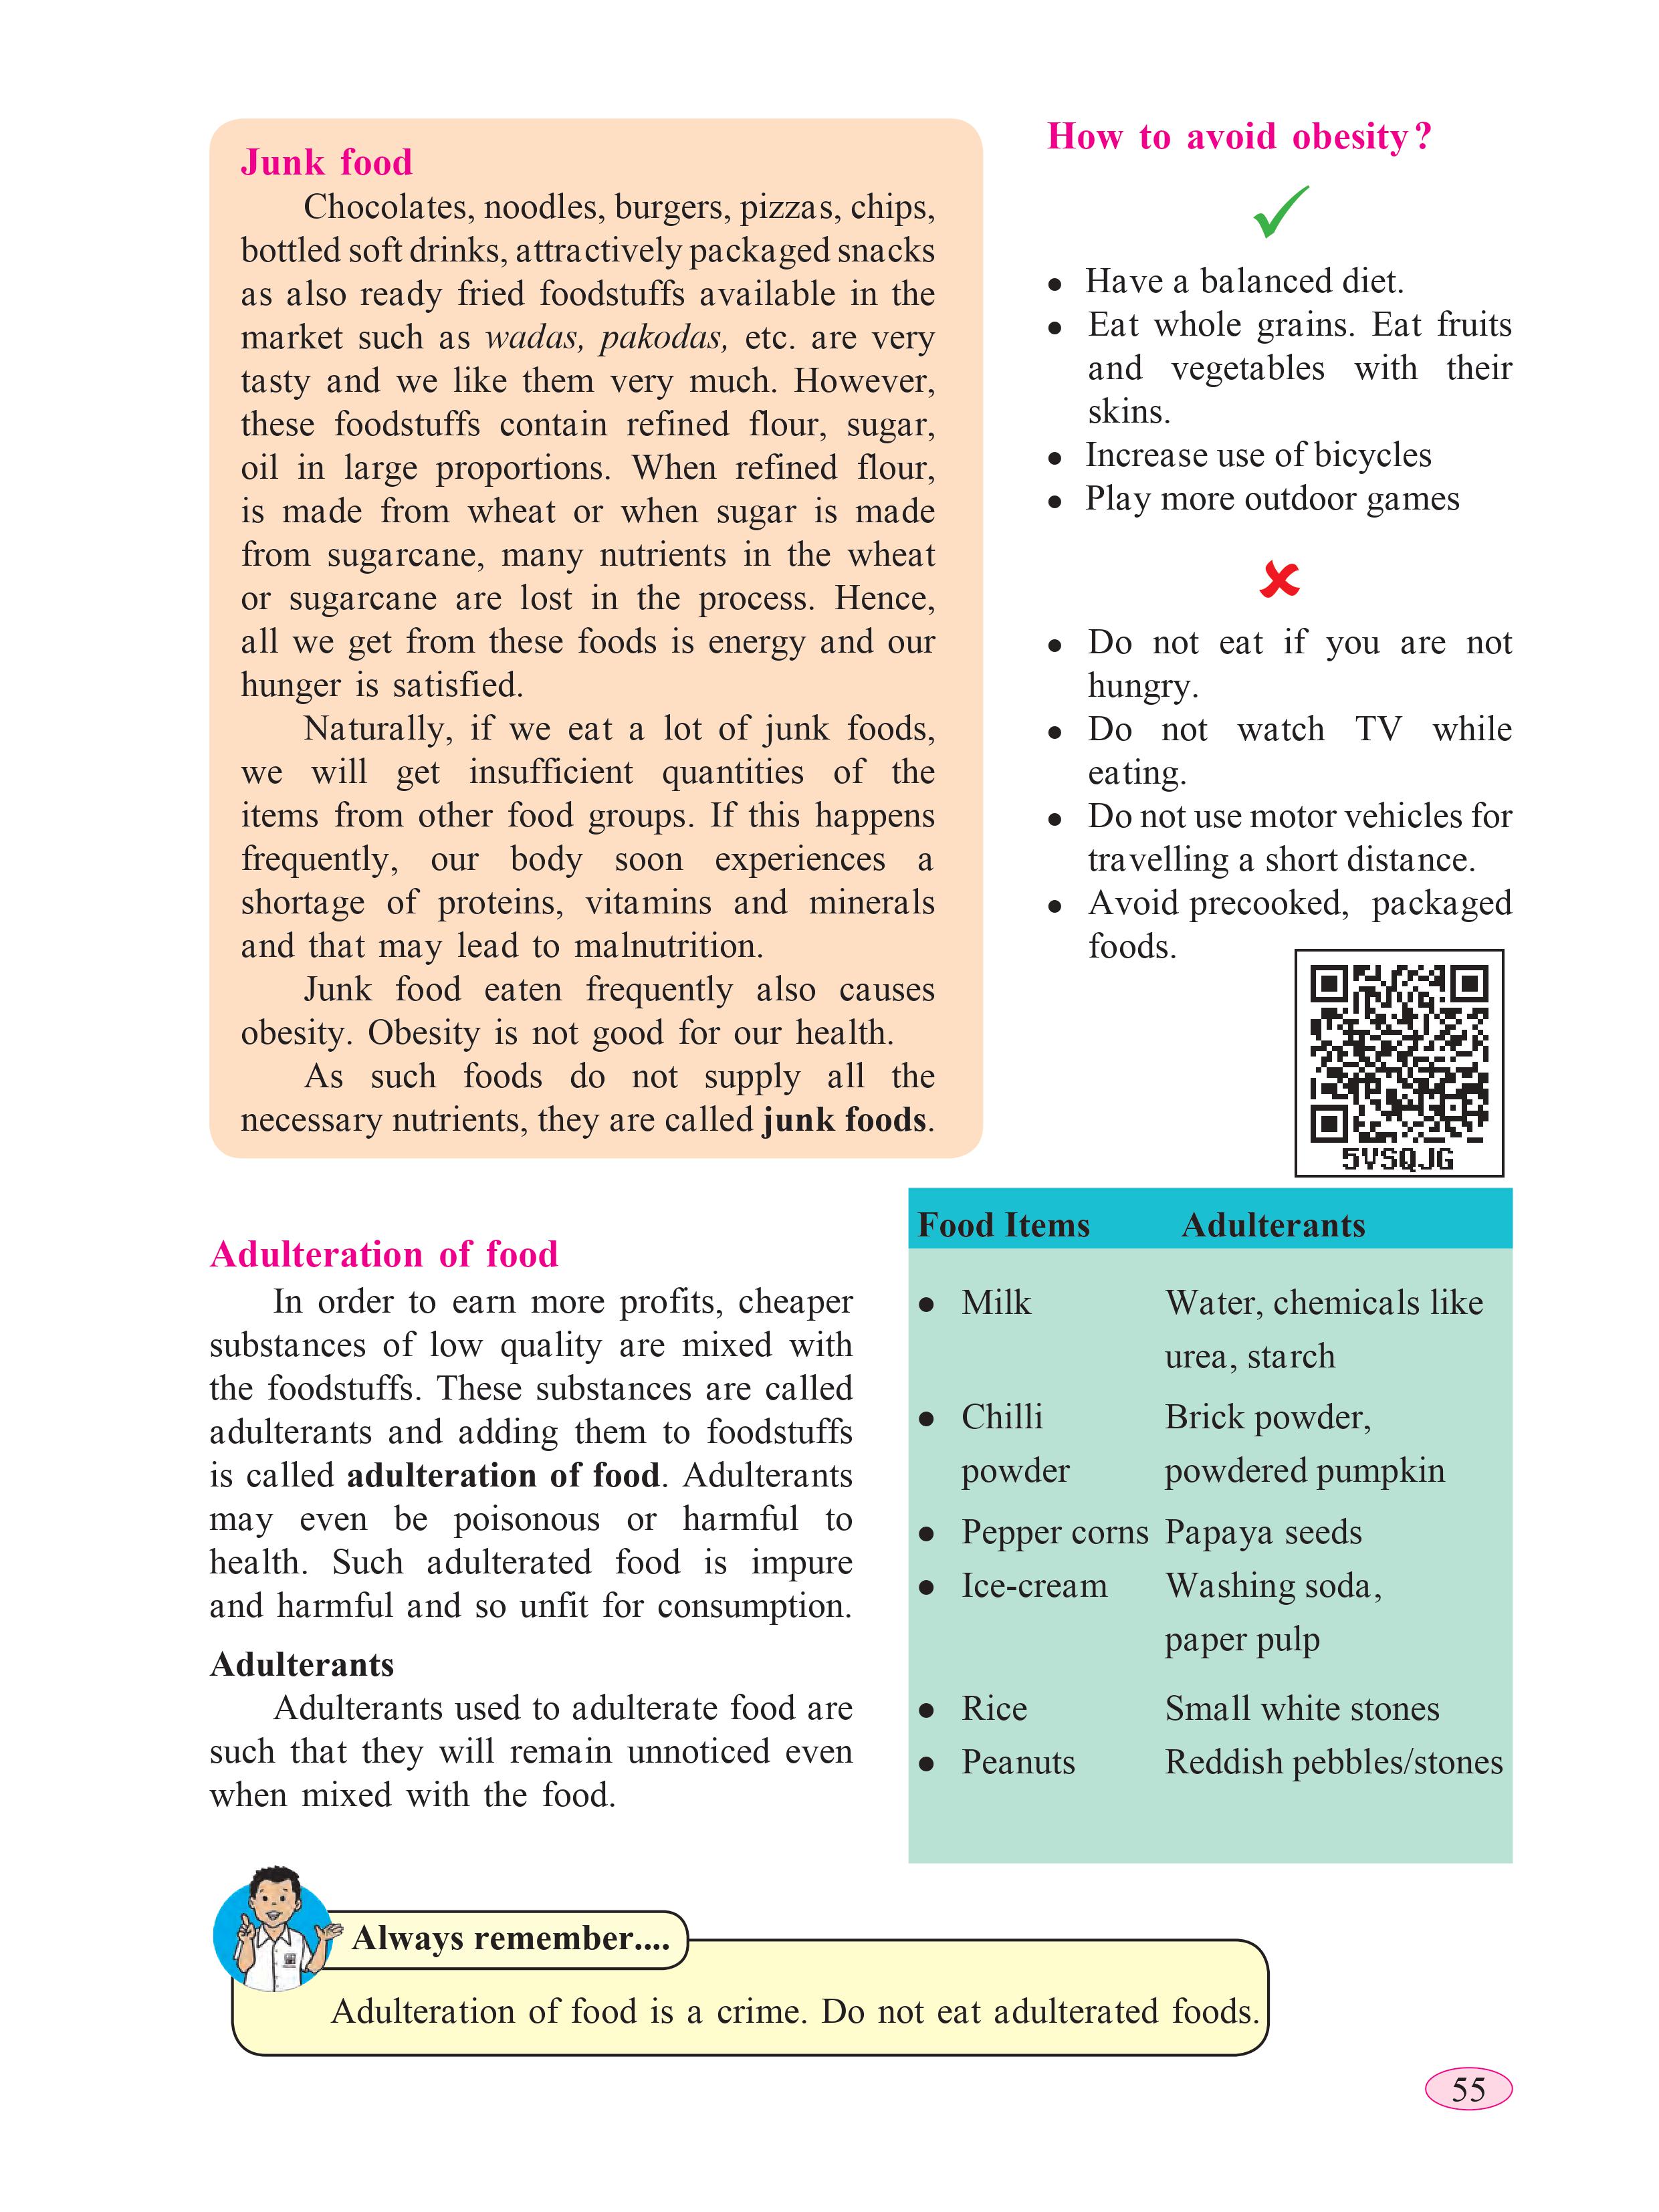 Junk food
Chocolates, noodles, burgers, pizzas, chips,
bottled soft drinks, attractively packaged snacks
as also ready fried foodstuffs available in the
market such as wadas, pakodas, etc. are very
tasty and we like them very much. However,
these foodstuffs contain refined flour, sugar,
oil in large proportions. When refined flour,
is made from wheat or when sugar is made
from sugarcane, many nutrients in the wheat
or sugarcane are lost in the process. Hence,
all we get from these foods is energy and our
hunger is satisfied.
Naturally, if we eat a lot of junk foods,
we will get insufficient quantities of the
items from other food groups. If this happens
frequently, our body soon experiences a
shortage of proteins, vitamins and minerals
and that may lead to malnutrition.
Junk food eaten frequently also causes
obesity. Obesity is not good for our health.
As such foods do not supply all the
necessary nutrients, they are called junk foods.
How to avoid obesity?
● Have a balanced diet.
● Eat whole grains. Eat fruits
and vegetables with their
skins.
● Increase use of bicycles
● Play more outdoor games
● Do not eat if you are not
hungry.
● Do not watch TV while
eating.
● Do not use motor vehicles for
travelling a short distance.
● Avoid precooked, packaged
foods.
5VSQJG
Adulteration of food
In order to earn more profits, cheaper
substances of low quality are mixed with
the foodstuffs. These substances are called
adulterants and adding them to foodstuffs
is called adulteration of food. Adulterants
may even be poisonous or harmful to
health. Such adulterated food is impure
and harmful and so unfit for consumption.
Adulterants
Adulterants used to adulterate food are
such that they will remain unnoticed even
when mixed with the food.
Food Items Adulterants
● Milk Water, chemicals like
urea, starch
● Chilli Brick powder,
powder powdered pumpkin
● Pepper corns Papaya seeds
● Ice-cream Washing soda,
paper pulp
● Rice Small white stones
● Peanuts Reddish pebbles/stones
Always remember....
Adulteration of food is a crime. Do not eat adulterated foods.
55